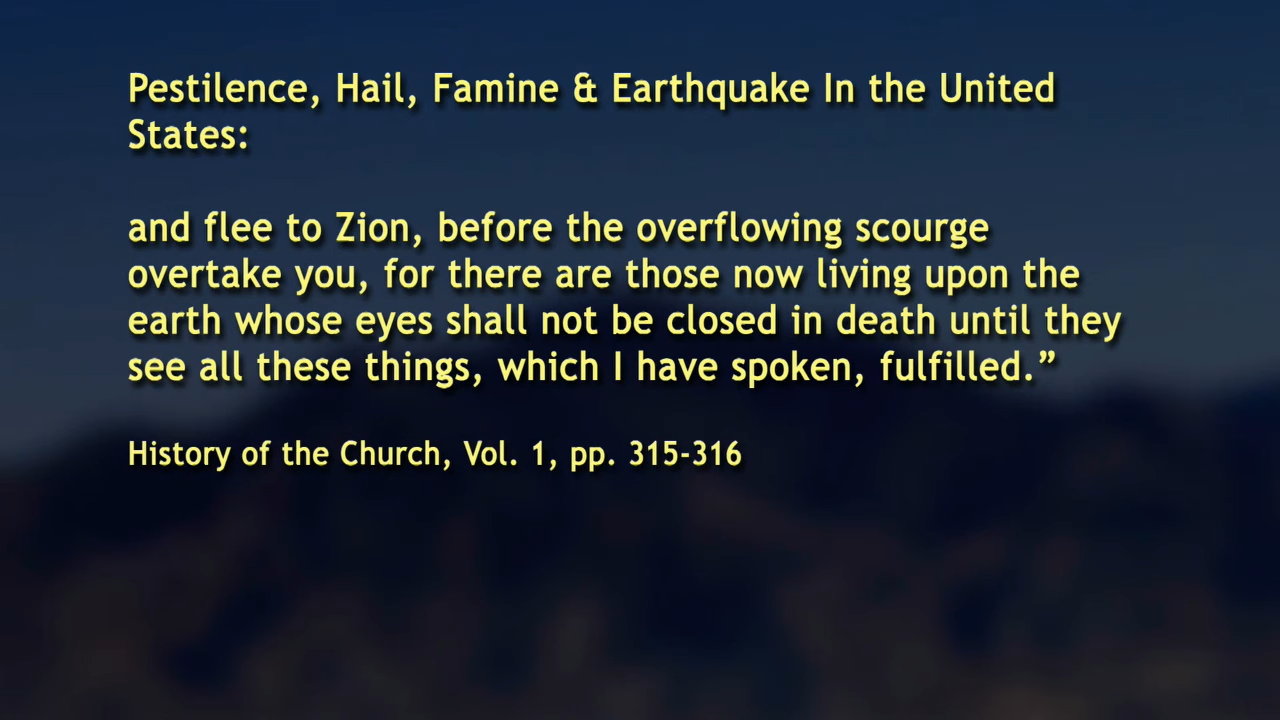 Pestilence, Hail, Famine & Earthquake In the United
States:
and flee to Zion, before the overflowing scourge
overtake you, for there are those now living upon the
earth whose eyes shall not be closed in death until they
see all these things, which I have spoken, fulfilled.”
History of the Church, Vol. 1, pp. 315-316